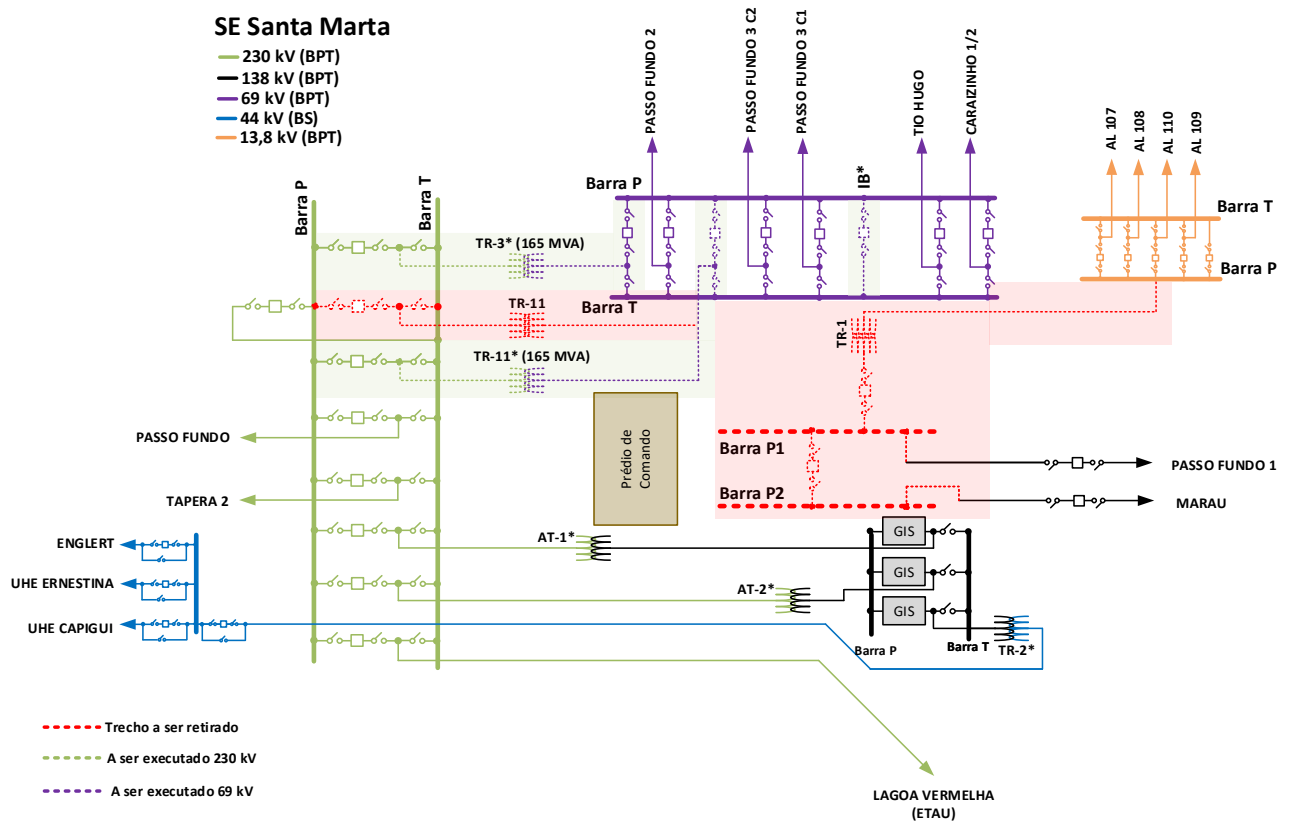 SE Santa Marta
230 kV (BPT)
138 kV (BPT)
69 kV (BPT)
44 kV (BS)
13,8 kV (BPT)
PASSO FUNDO 2
PASSO FUNDO 3 C2
PASSO FUNDO 3 C1
TIO HUGO
CARAIZINHO 1/2
AL 107
AL 108
AL 110
AL 109
Barra P
Barra T
Barra P
IB*
Barra T
Barra T
Barra P
TR-3* (165 MVA)
TR-11
TR-1
TR-11* (165 MVA)
Prédio de
Comando
Barra P1
Barra P2
PASSO FUNDO 1
MARAU
PASSO FUNDO
TAPERA 2
ENGLERT
UHE ERNESTINA
UHE CAPIGUI
AT-1*
AT-2*
GIS
GIS
GIS
Barra P
Barra T
TR-2*
Trecho a ser retirado
A ser executado 230 kV
A ser executado 69 kV
LAGOA VERMELHA
(ETAU)